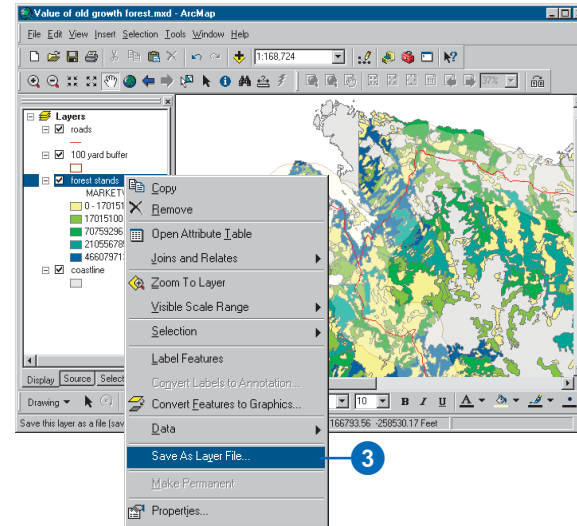 Value of old growth forest.mxd - ArcMap
File Edit View Insert Selection Tools Window Help
1:168,724
37%
Layers
roads
100 yard buffer
forest stands
MARKETV
0 - 170151
17015100
70759296
210556789
46607971
coastline
Copy
Remove
Open Attribute Table
Joins and Relates
Zoom To Layer
Visible Scale Range
Selection
Label Features
Convert Labels to Annotation...
Convert Features to Graphics...
Data
Save As Layer File...
Make Permanent
Properties...
3
Display Source Select
Drawing 10 B I U A
Save this layer as a file (sav 166793.56 -258530.17 Feet